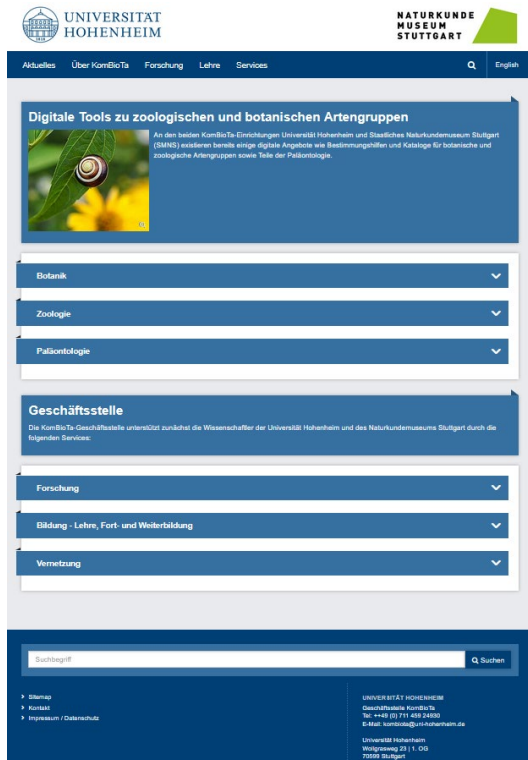 UNIVERSITÄT
HOHENHEIM
NATURKUNDE
MUSEUM
STUTTGART
Aktuelles Über KomBioTa Forschung Lehre Services English
Digitale Tools zu zoologischen und botanischen Artengruppen
An den beiden KomBioTa-Einrichtungen Universität Hohenheim und Staatliches Naturkundemuseum Stuttgart
(SMNS) existieren bereits einige digitale Angebote wie Bestimmungshilfen und Kataloge für botanische und
zoologische Artengruppen sowie Teile der Paläontologie.
Botanik
Zoologie
Paläontologie
Geschäftsstelle
Die KomBioTa-Geschäftsstelle unterstützt zunächst die Wissenschaftler der Universität Hohenheim und des Naturkundemuseums Stuttgart durch die
folgenden Services:
Forschung
Bildung - Lehre, Fort- und Weiterbildung
Vernetzung
Suchbegriff Suchen
Sitemap
Kontakt
Impressum / Datenschutz
UNIVERSITÄT HOHENHEIM
Geschäftsstelle KomBioTa
Tel: ++49 (0) 711 459 24930
E-Mail: kombiota@uni-hohenheim.de
Universität Hohenheim
Wollgrasweg 23 | 1. OG
70599 Stuttgart